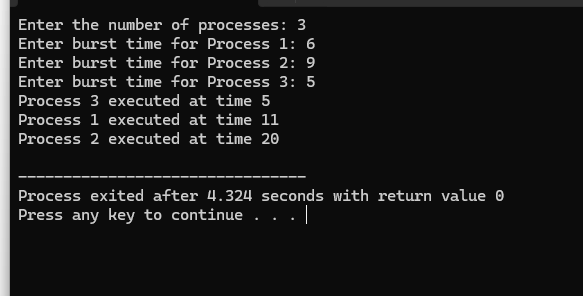 Enter the number of processes: 3
Enter burst time for Process 1: 6
Enter burst time for Process 2: 9
Enter burst time for Process 3: 5
Process 3 executed at time 5
Process 1 executed at time 11
Process 2 executed at time 20
--------------------------------
Process exited after 4.324 seconds with return value 0
Press any key to continue . . .